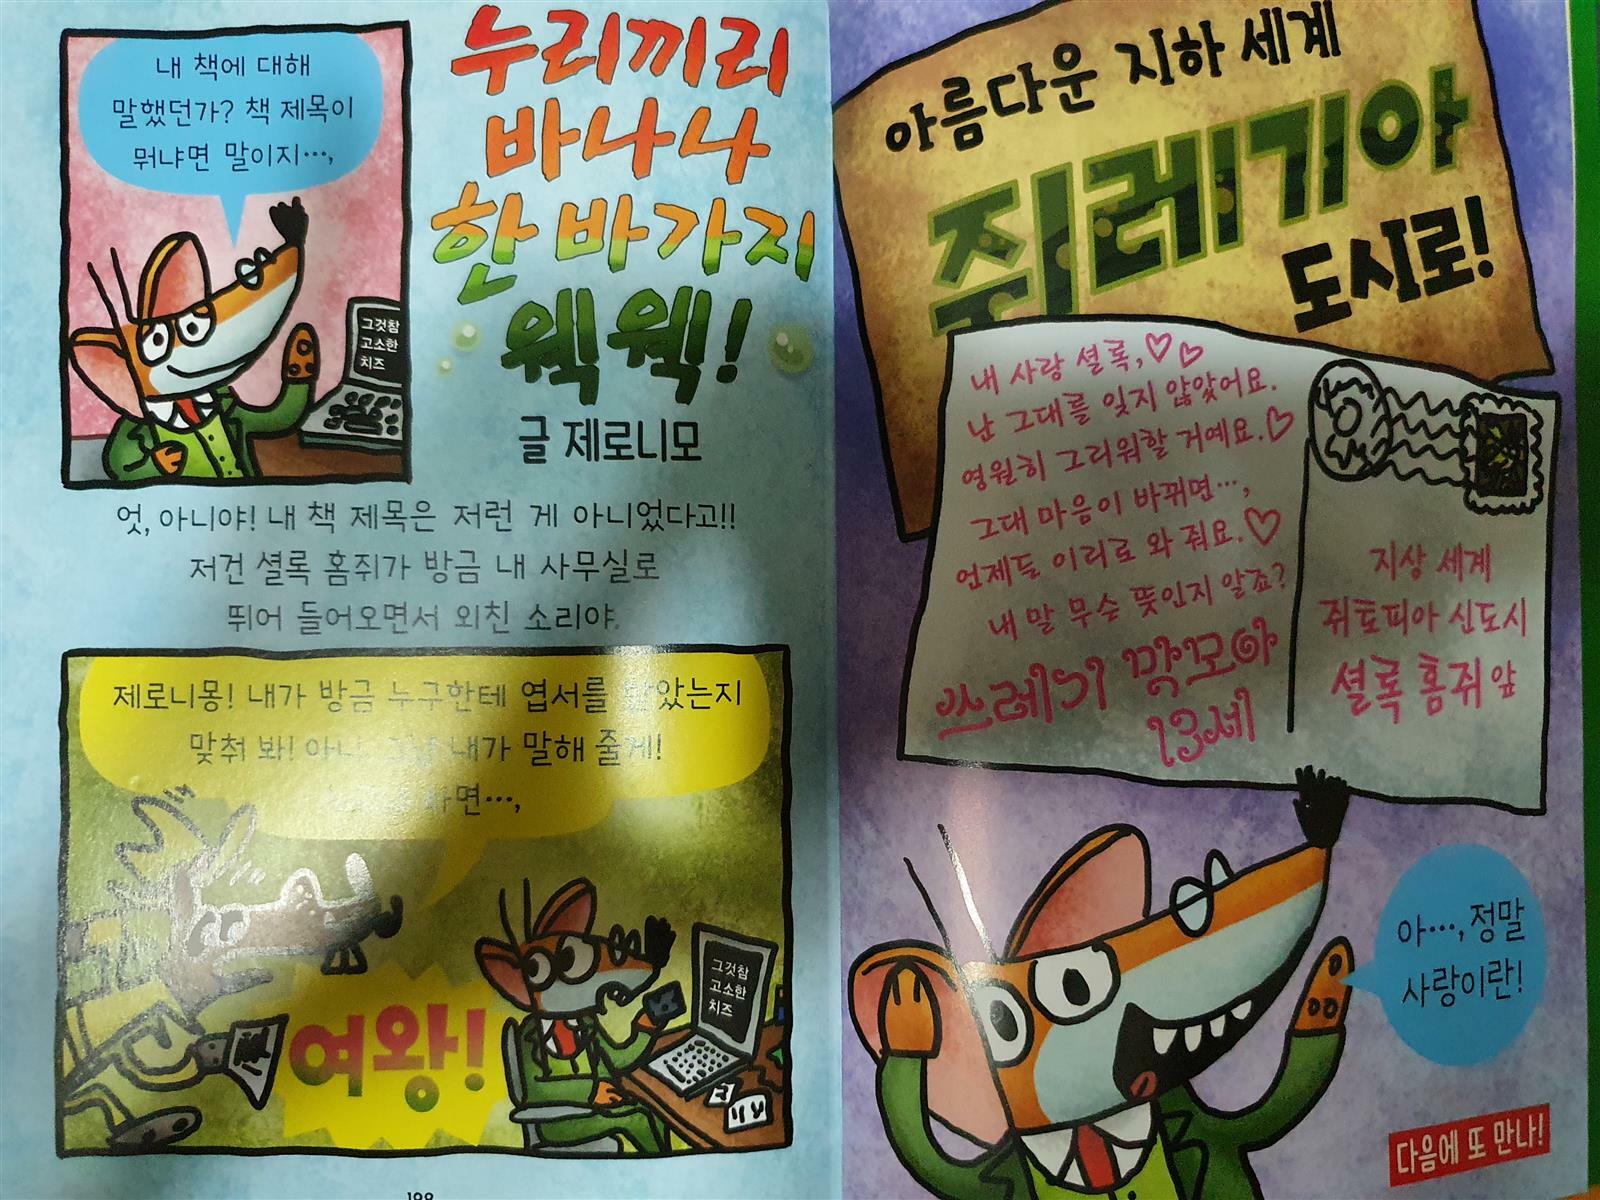 내 책에 대해
말했던가? 책 제목이
뭐냐면 말이지…,
누리끼리
바나나
한 바가지
웩 웩!
글 제로니모
그것참
고소한
치즈
엇, 아니야! 내 책 제목은 저런 게 아니었다고!!
저건 셜록 홈쥐가 방금 내 사무실로
뛰어 들어오면서 외친 소리야.
제로니몽! 내가 방금 누구한테 엽서를 받았는지
맞춰 봐! 아니 내가 말해 줄게!
라면…,
여왕!
그것참
고소한
치즈
198
아름다운 지하 세계
쥐레기아
도시로!
내 사랑 셜록,♡♡
난 그대를 잊지 않았어요.
영원히 그리워할 거예요.♡
그대 마음이 바뀌면…,
언제든 이리로 와 줘요.♡
내 말 무슨 뜻인지 알죠?
쓰레기 깎꼬아
13세
지상 세계
쥐토피아 신도시
셜록 홈쥐 앞
아…, 정말
사랑이란!
다음에 또 만나!